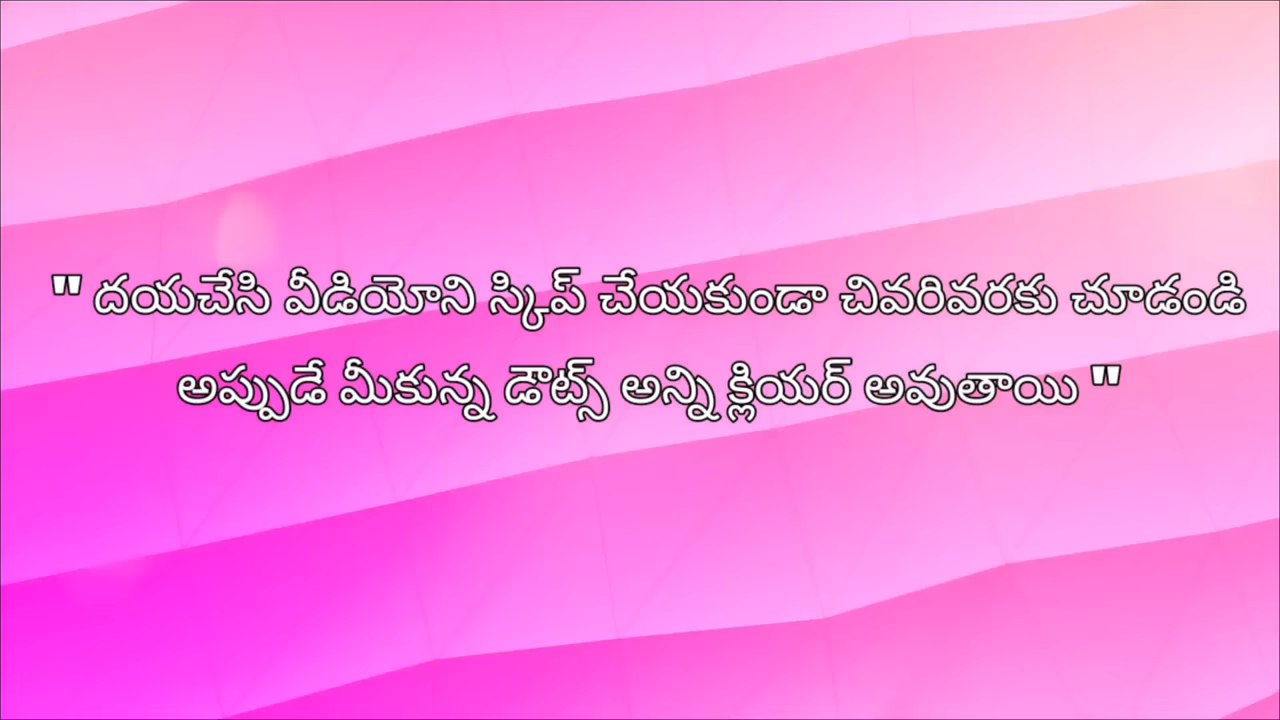 " దయచేసి వీడియోని స్కిప్ చేయకుండా చివరివరకు చూడండి
అప్పుడే మీకున్న డౌట్స్ అన్ని క్లియర్ అవుతాయి "